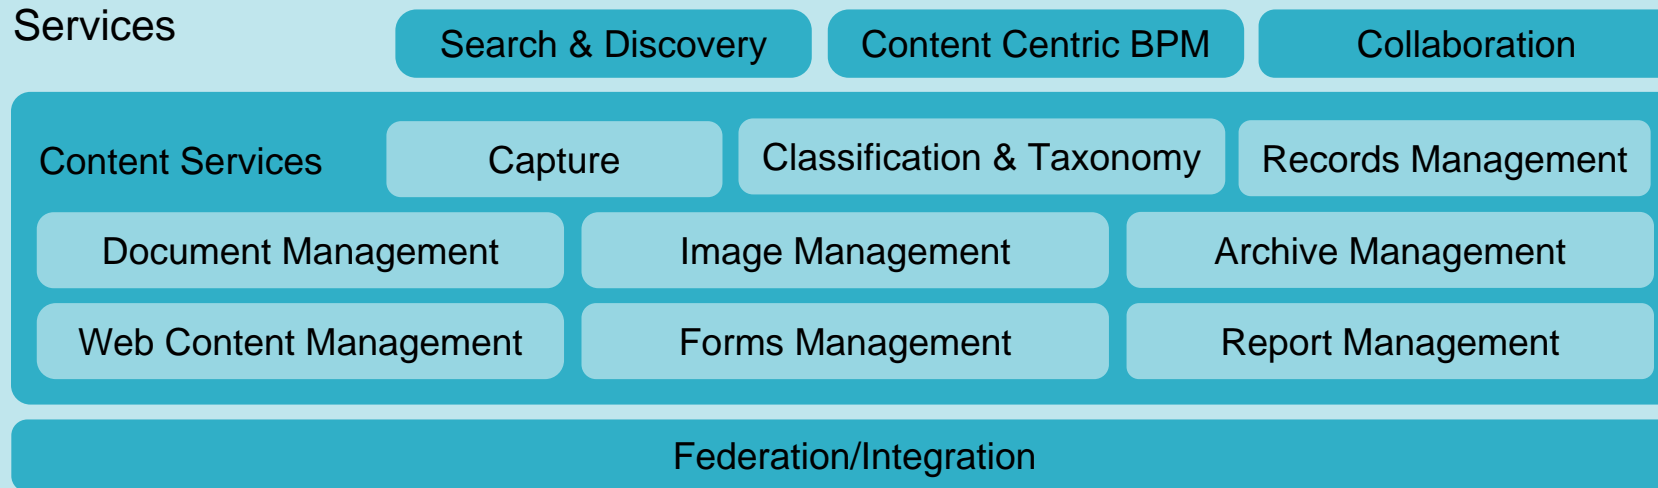 Services
Search & Discovery
Content Centric BPM
Collaboration
Content Services
Capture
Classification & Taxonomy
Records Management
Document Management
Image Management
Archive Management
Web Content Management
Forms Management
Report Management
Federation/Integration